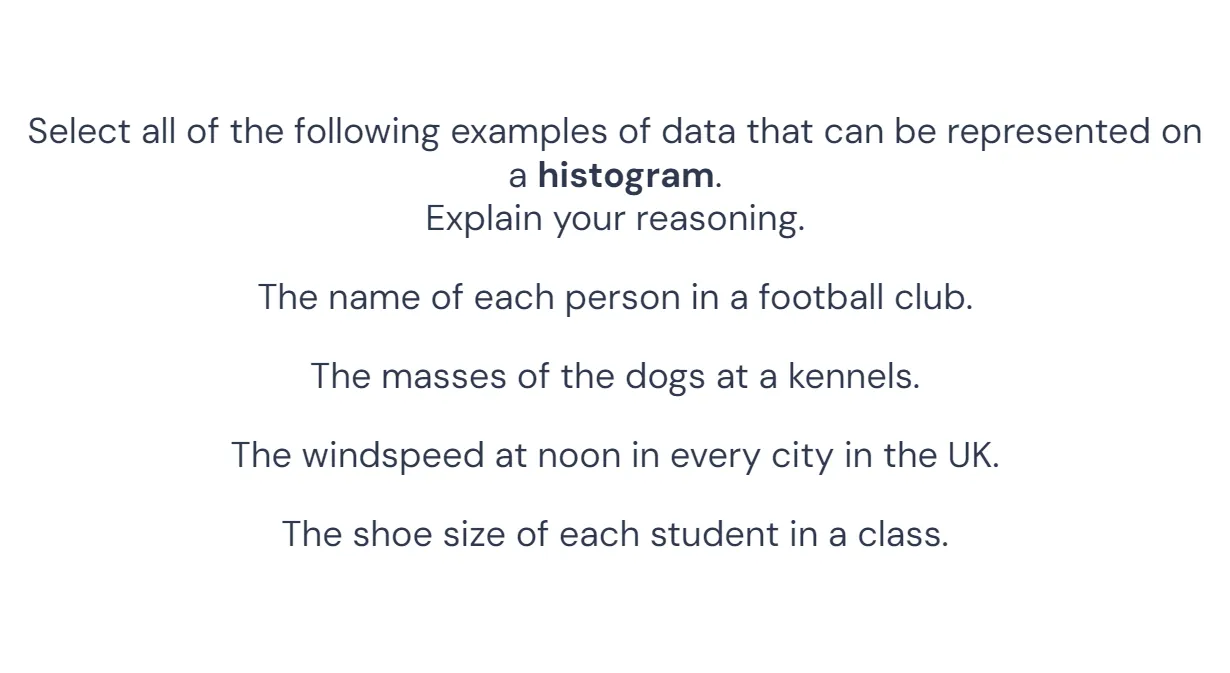 Select all of the following examples of data that can be represented on
a histogram.
Explain your reasoning.
The name of each person in a football club.
The masses of the dogs at a kennels.
The windspeed at noon in every city in the UK.
The shoe size of each student in a class.